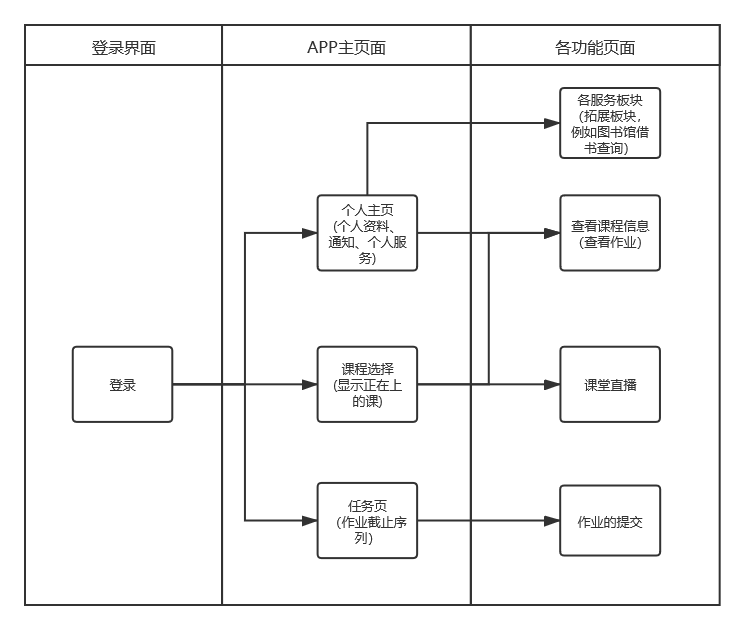 登录界面
APP主页面
各功能页面
各服务板块
（拓展板块，
例如图书馆借
书查询）
个人主页
（个人资料、
通知、个人服
务）
查看课程信息
（查看作业）
登录
课程选择
（显示正在上
的课）
课堂直播
任务页
（作业截止序
列）
作业的提交